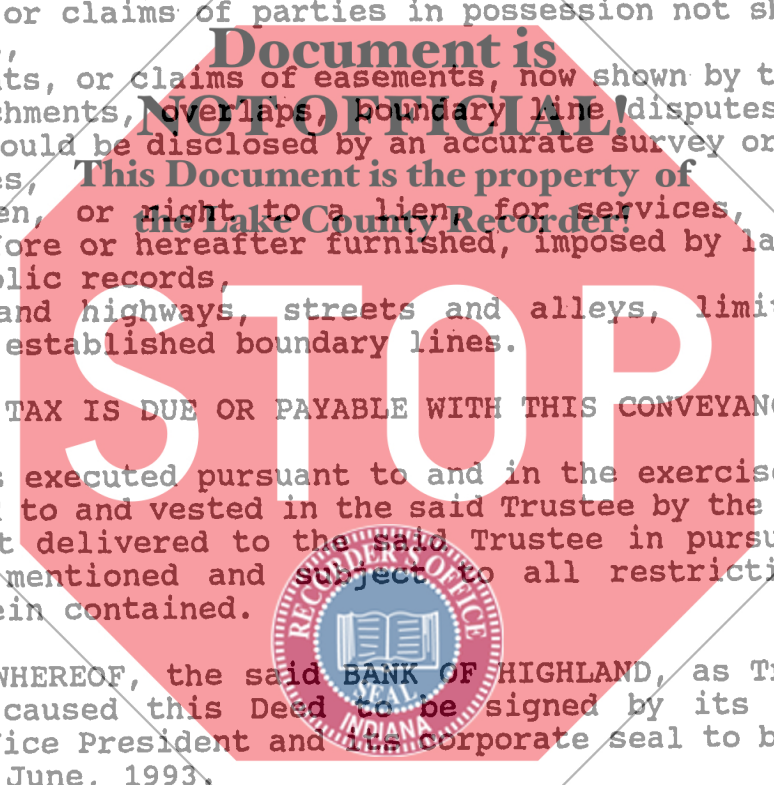 or claims of parties in possession not sh
Document is
ts, or claims of easements, now shown by t
chments, overlaps, boundary line disputes
NOT OFFICIAL!
ould be disclosed by an accurate survey or
es,
This Document is the property of
en, or right to a lien, for services,
the Lake County Recorder!
fore or hereafter furnished, imposed by la
lic records,
and highways, streets and alleys, limit
established boundary lines.
STOP
TAX IS DUE OR PAYABLE WITH THIS CONVEYANC
s executed pursuant to and in the exercise
to and vested in the said Trustee by the
t delivered to the said Trustee in pursu
mentioned and subject to all restricti
ein contained.
RECORDER'S OFFICE
SEAL
INDIANA
WHEREOF, the said BANK OF HIGHLAND, as Tr
caused this Deed to be signed by its
Vice President and its corporate seal to b
June, 1993.